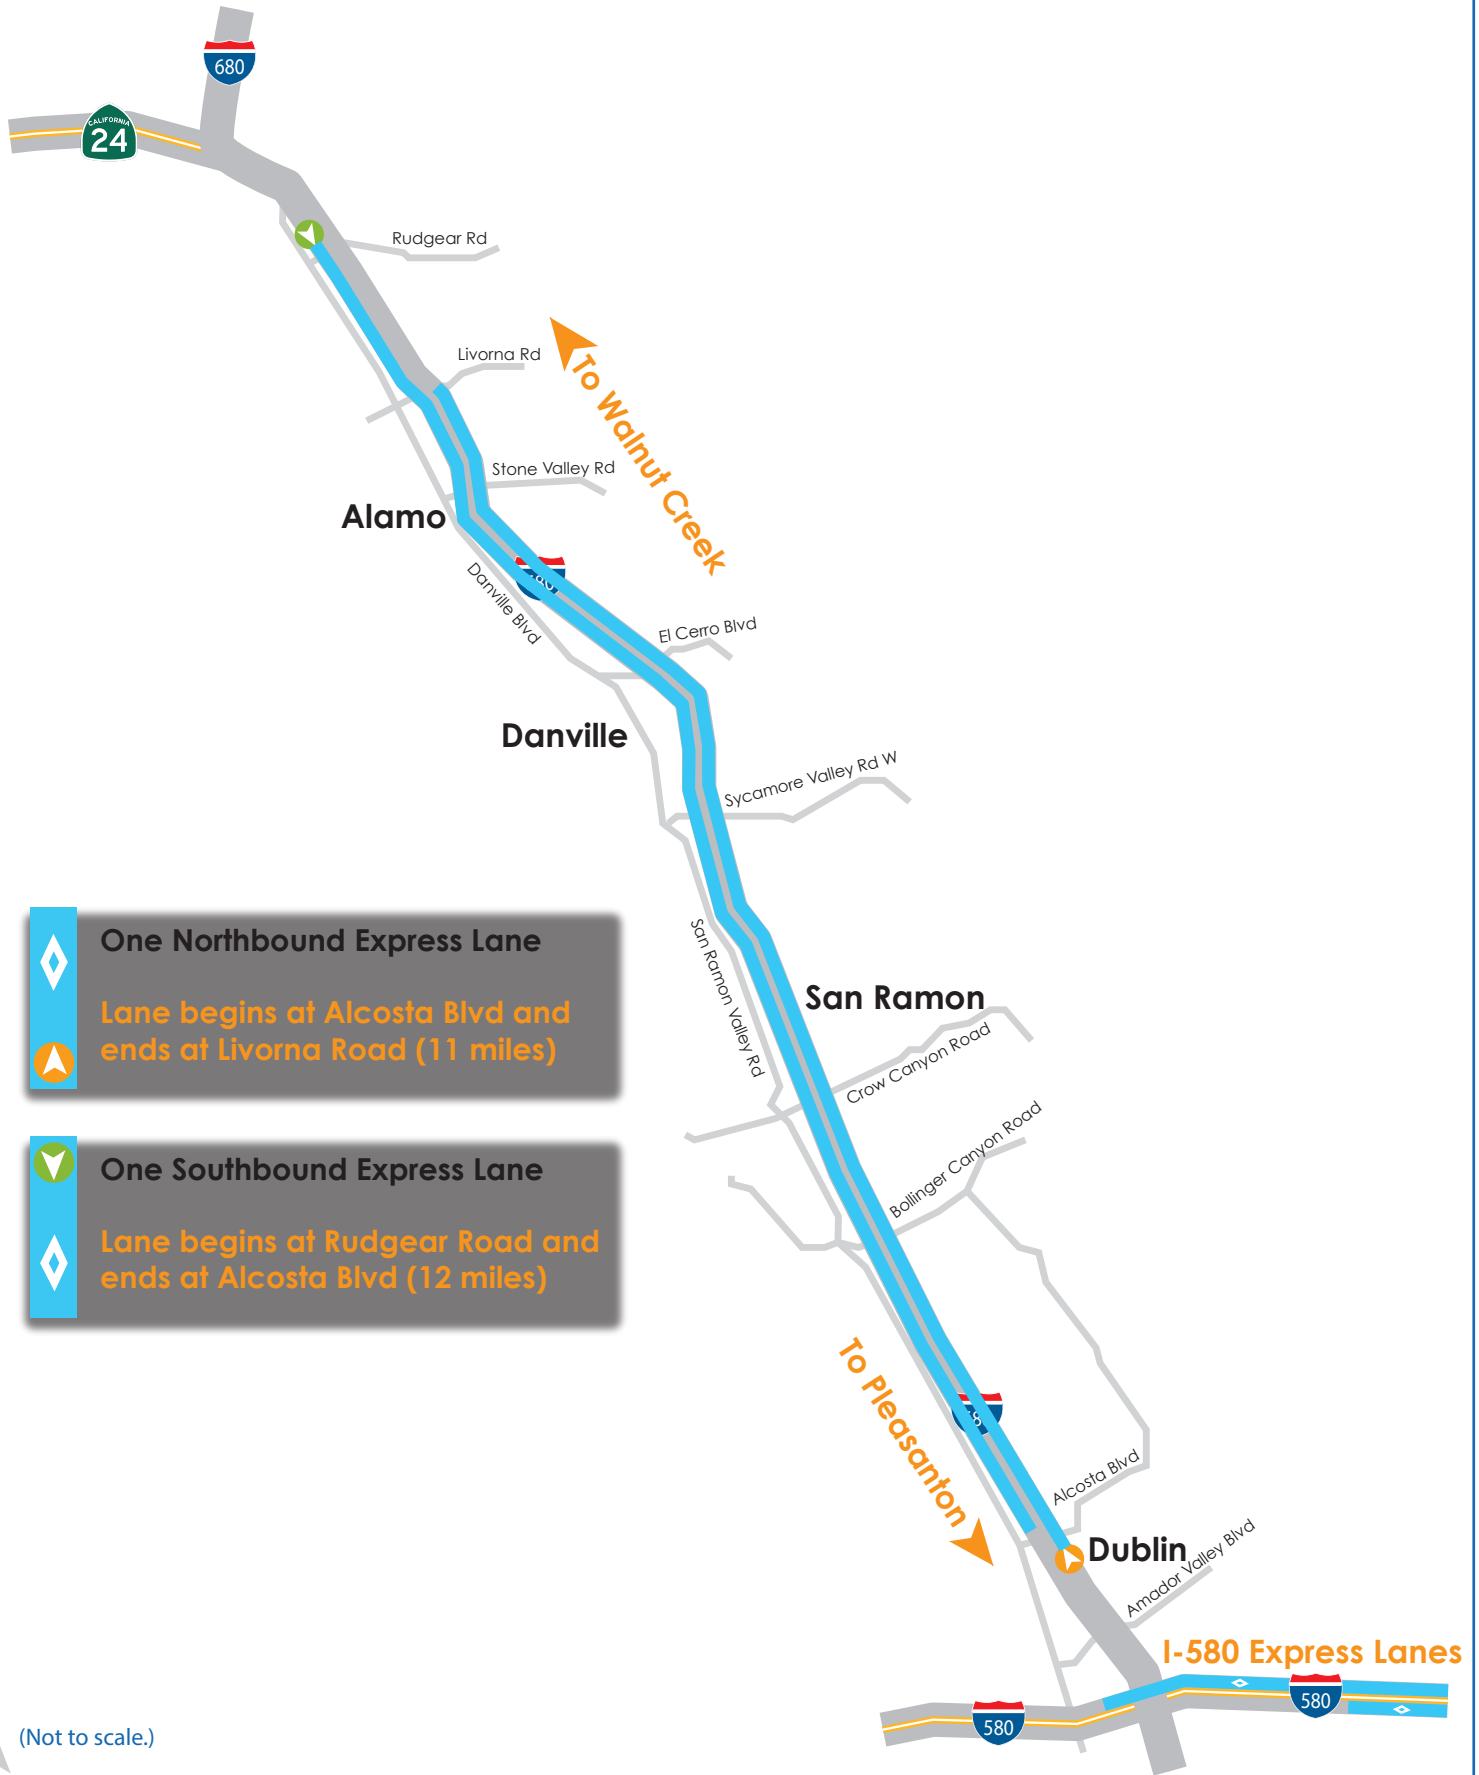 680
CALIFORNIA
24
Rudgear Rd
Livorna Rd
To Walnut Creek
Stone Valley Rd
Alamo
Danville Blvd
El Cerro Blvd
Danville
Sycamore Valley Rd W
One Northbound Express Lane
Lane begins at Alcosta Blvd and
ends at Livorna Road (11 miles)
San Ramon Valley Rd
San Ramon
Crow Canyon Road
Bollinger Canyon Road
One Southbound Express Lane
Lane begins at Rudgear Road and
ends at Alcosta Blvd (12 miles)
To Pleasanton
Alcosta Blvd
Dublin
Amador Valley Blvd
I-580 Express Lanes
580
580
(Not to scale.)